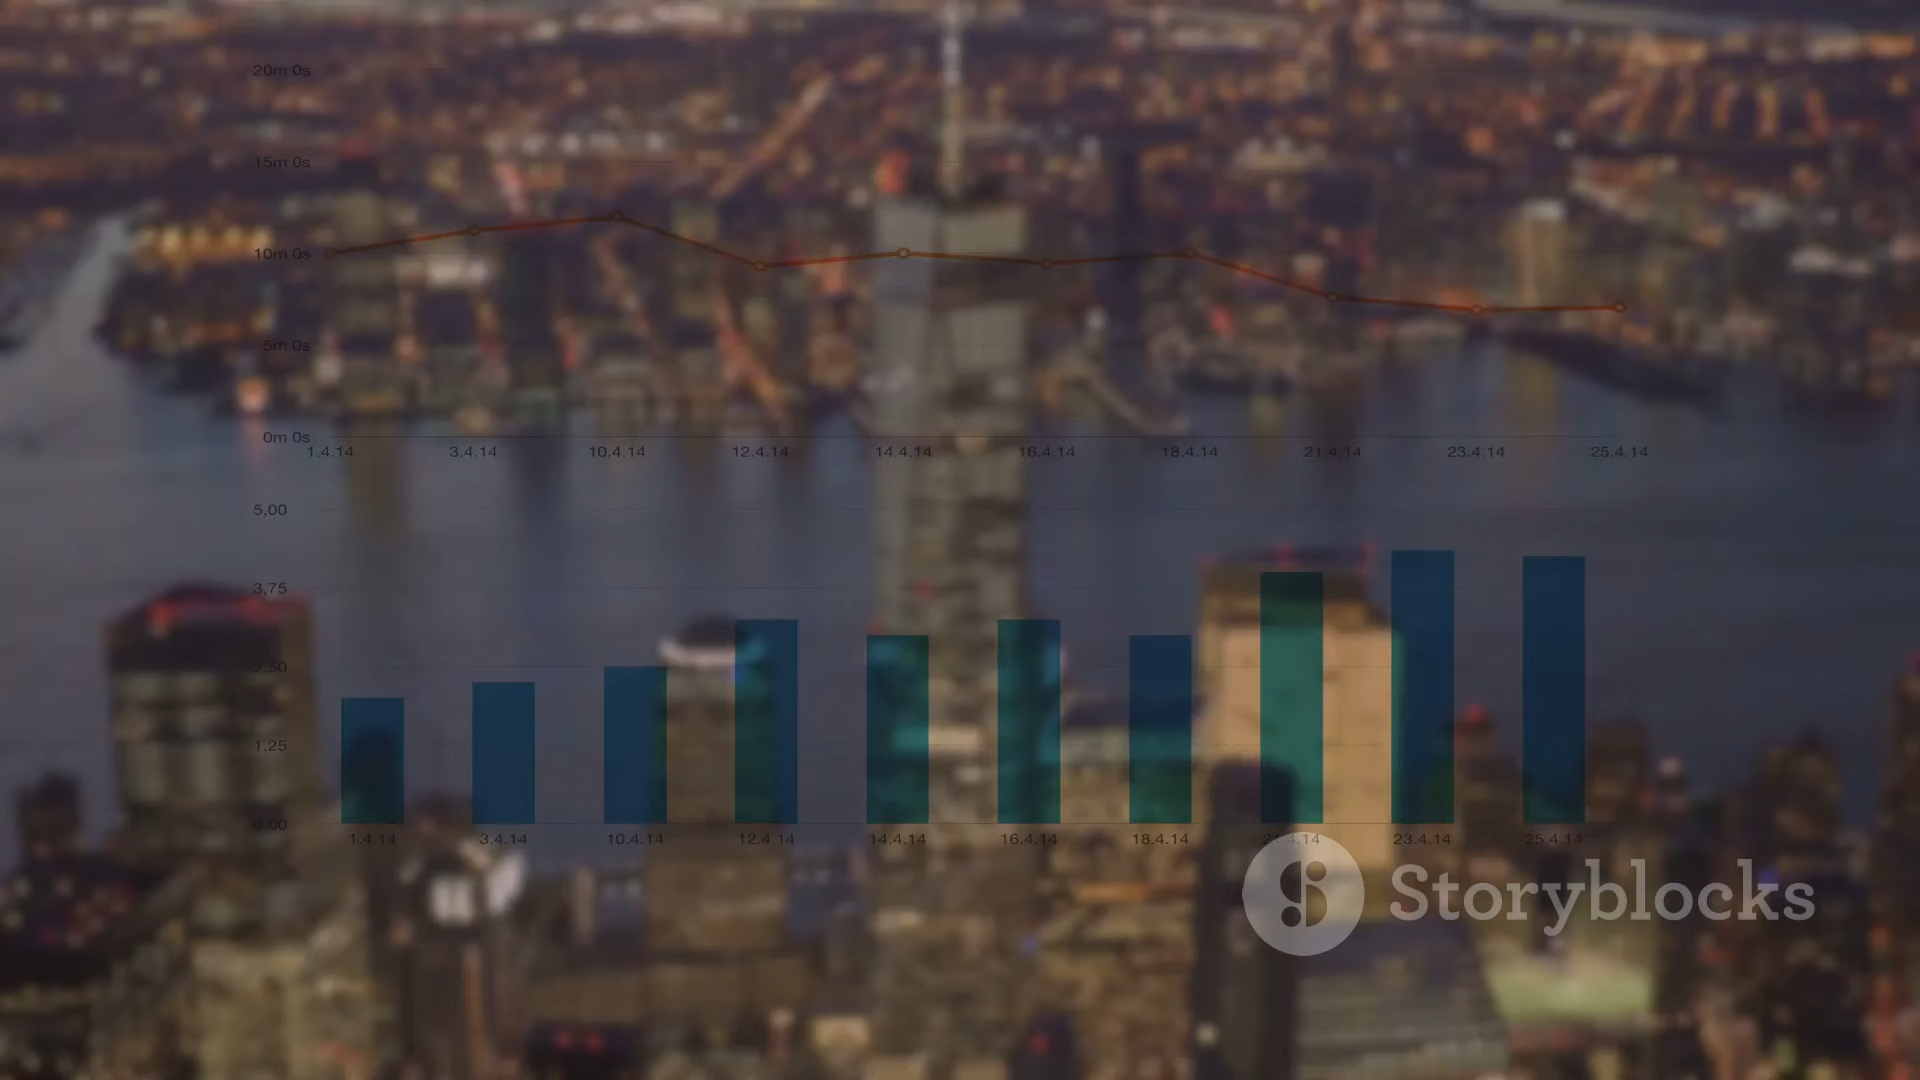 20m 0s
15m 0s
10m 0s
5m 0s
0m 0s
1.4.14 3.4.14 10.4.14 12.4.14 14.4.14 16.4.14 18.4.14 21.4.14 23.4.14 25.4.14
5,00
3,75
2,50
1,25
0,00
1.4.14 3.4.14 10.4.14 12.4.14 14.4.14 16.4.14 18.4.14 21.4.14 23.4.14 25.4.14
Storyblocks